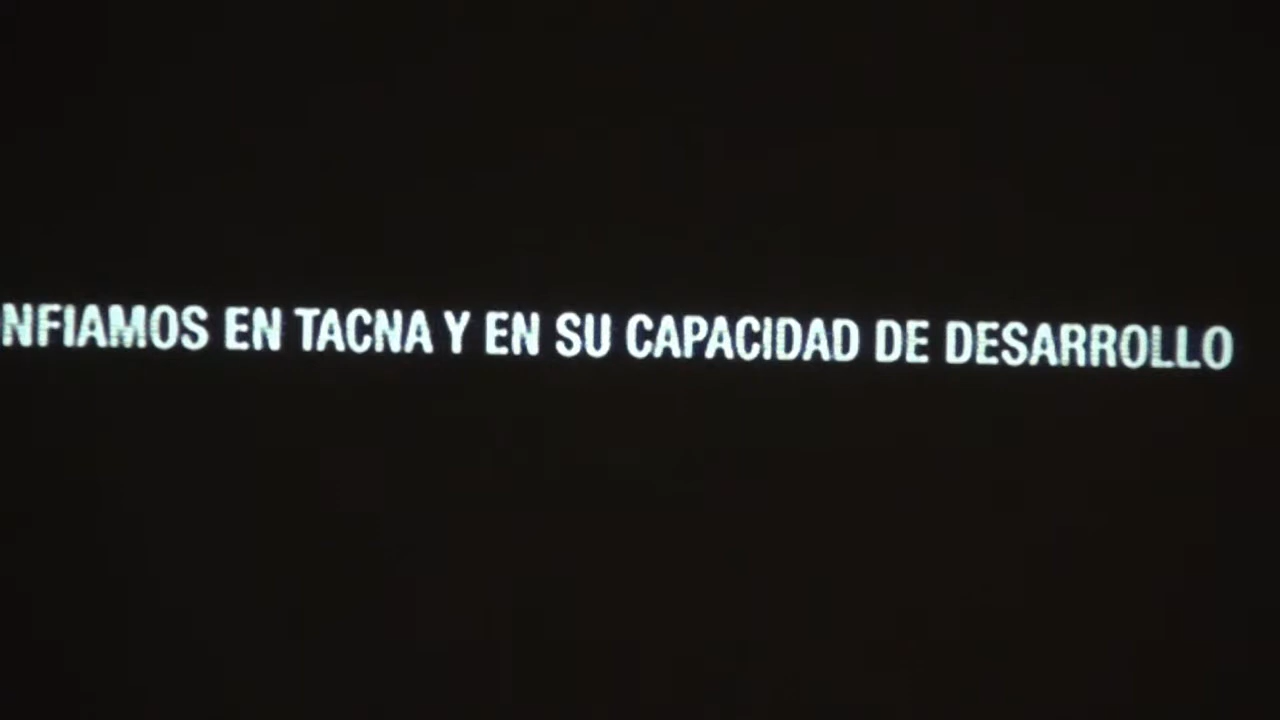 NFIAMOS EN TACNA Y EN SU CAPACIDAD DE DESARROLLO